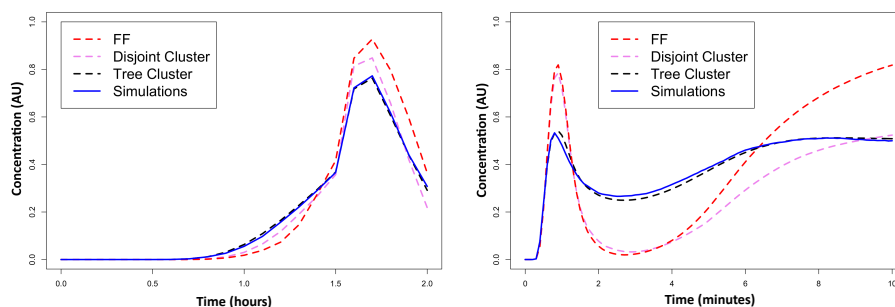 1.0
0.8
0.6
0.4
0.2
0.0
Concentration (AU)
FF
Disjoint Cluster
Tree Cluster
Simulations
0.0 0.5 1.0 1.5 2.0
Time (hours)
1.0
0.8
0.6
0.4
0.2
0.0
Concentration (AU)
FF
Disjoint Cluster
Tree Cluster
Simulations
0 2 4 6 8 10
Time (minutes)